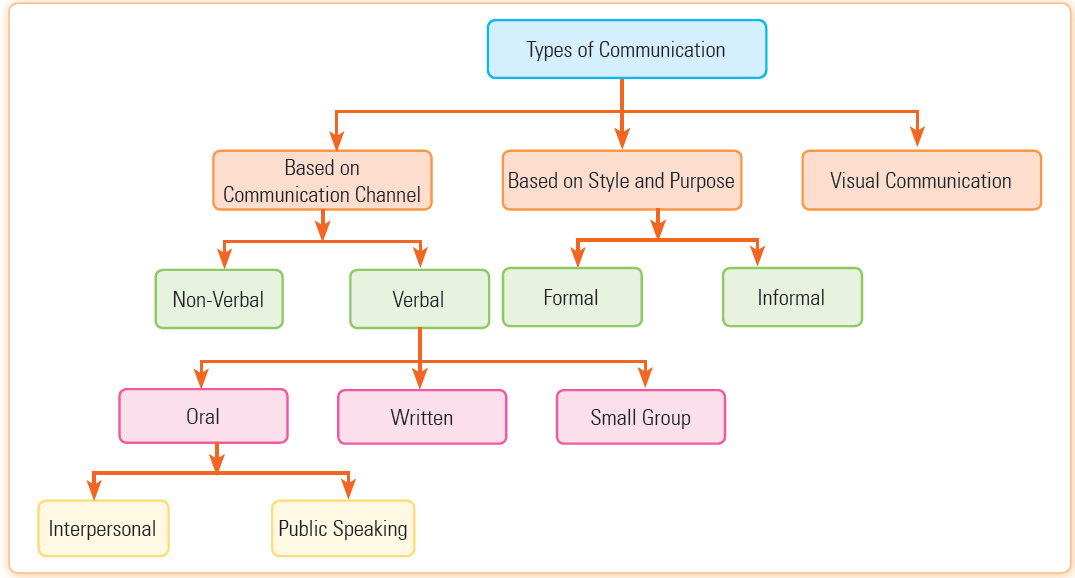 Types of Communication
Based on
Communication Channel
Based on Style and Purpose
Visual Communication
Non-Verbal
Verbal
Formal
Informal
Oral
Written
Small Group
Interpersonal
Public Speaking